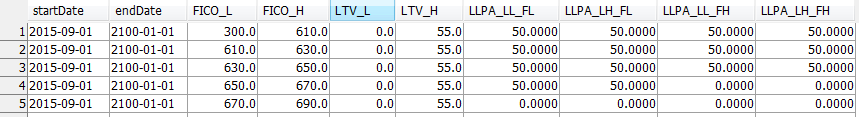 startDate endDate FICO_L FICO_H LTV_L LTV_H LLPA_LL_FL LLPA_LH_FL LLPA_LL_FH LLPA_LH_FH
1 2015-09-01 2100-01-01 300.0 610.0 0.0 55.0 50.0000 50.0000 50.0000 50.0000
2 2015-09-01 2100-01-01 610.0 630.0 0.0 55.0 50.0000 50.0000 50.0000 50.0000
3 2015-09-01 2100-01-01 630.0 650.0 0.0 55.0 50.0000 50.0000 50.0000 50.0000
4 2015-09-01 2100-01-01 650.0 670.0 0.0 55.0 50.0000 50.0000 0.0000 0.0000
5 2015-09-01 2100-01-01 670.0 690.0 0.0 55.0 0.0000 0.0000 0.0000 0.0000